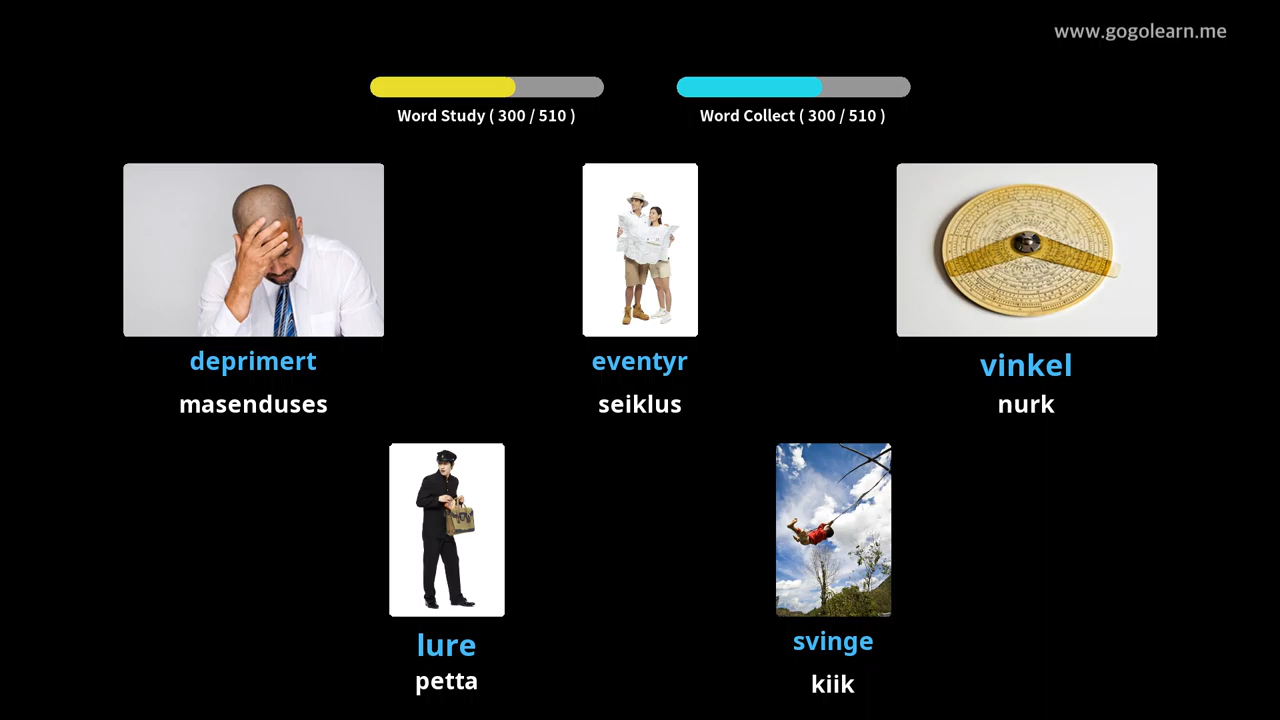 www.gogolearn.me
Word Study ( 300 / 510 )
Word Collect ( 300 / 510 )
deprimert
masenduses
eventyr
seiklus
vinkel
nurk
lure
petta
svinge
kiik